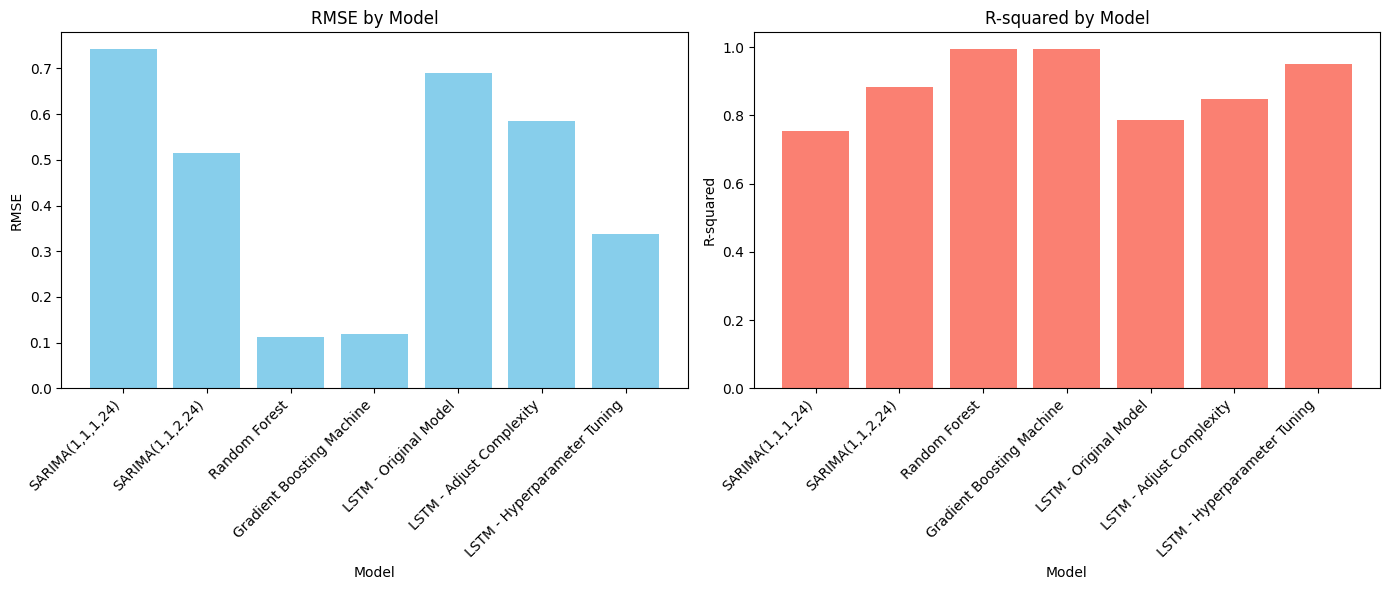 RMSE by Model
RMSE
0.7
0.6
0.5
0.4
0.3
0.2
0.1
0.0
SARIMA(1,1,1,24)
SARIMA(1,1,2,24)
Random Forest
Gradient Boosting Machine
LSTM - Original Model
LSTM - Adjust Complexity
LSTM - Hyperparameter Tuning
Model
R-squared by Model
R-squared
1.0
0.8
0.6
0.4
0.2
0.0
SARIMA(1,1,1,24)
SARIMA(1,1,2,24)
Random Forest
Gradient Boosting Machine
LSTM - Original Model
LSTM - Adjust Complexity
LSTM - Hyperparameter Tuning
Model